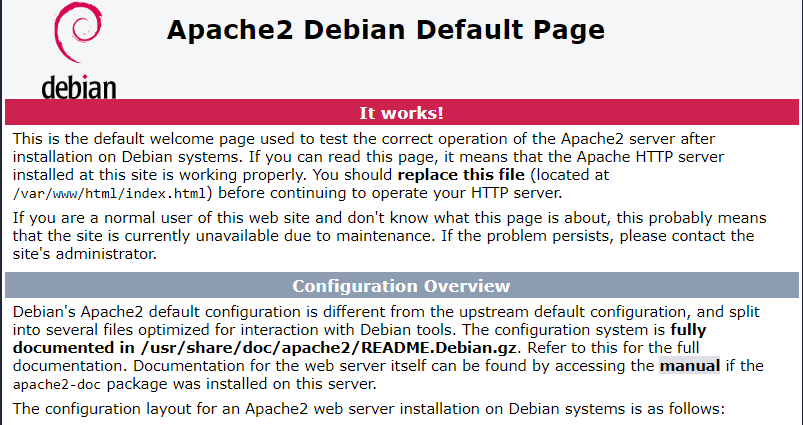 debian
Apache2 Debian Default Page
It works!
This is the default welcome page used to test the correct operation of the Apache2 server after
installation on Debian systems. If you can read this page, it means that the Apache HTTP server
installed at this site is working properly. You should replace this file (located at
/var/www/html/index.html) before continuing to operate your HTTP server.
If you are a normal user of this web site and don't know what this page is about, this probably means
that the site is currently unavailable due to maintenance. If the problem persists, please contact the
site's administrator.
Configuration Overview
Debian's Apache2 default configuration is different from the upstream default configuration, and split
into several files optimized for interaction with Debian tools. The configuration system is fully
documented in /usr/share/doc/apache2/README.Debian.gz. Refer to this for the full
documentation. Documentation for the web server itself can be found by accessing the manual if the
apache2-doc package was installed on this server.
The configuration layout for an Apache2 web server installation on Debian systems is as follows: